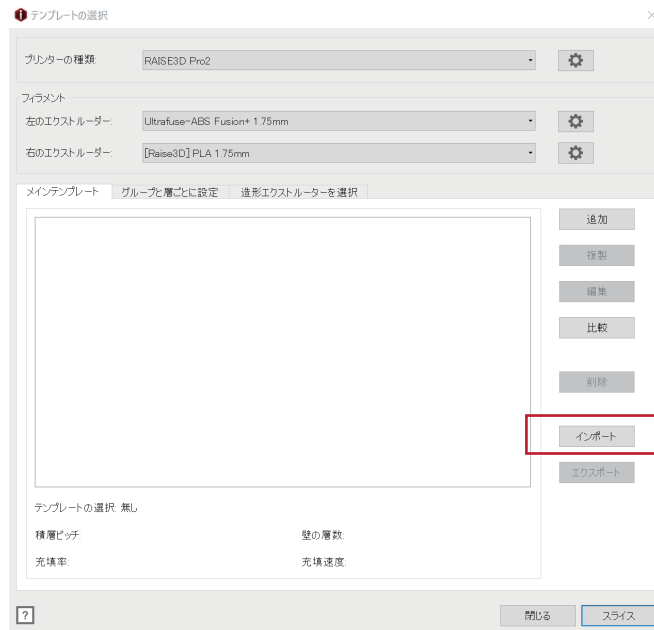 テンプレートの選択
プリンターの種類:
RAISE3D Pro2
フィラメント
左のエクストルーダー:
Ultrafuse-ABS Fusion+ 1.75mm
右のエクストルーダー:
[Raise3D] PLA 1.75mm
メインテンプレート
グループと層ごとに設定
造形エクストルーターを選択
追加
複製
編集
比較
削除
インポート
エクスポート
テンプレートの選択: 無し
積層ピッチ:
壁の層数:
充填率:
充填速度:
?
閉じる
スライス